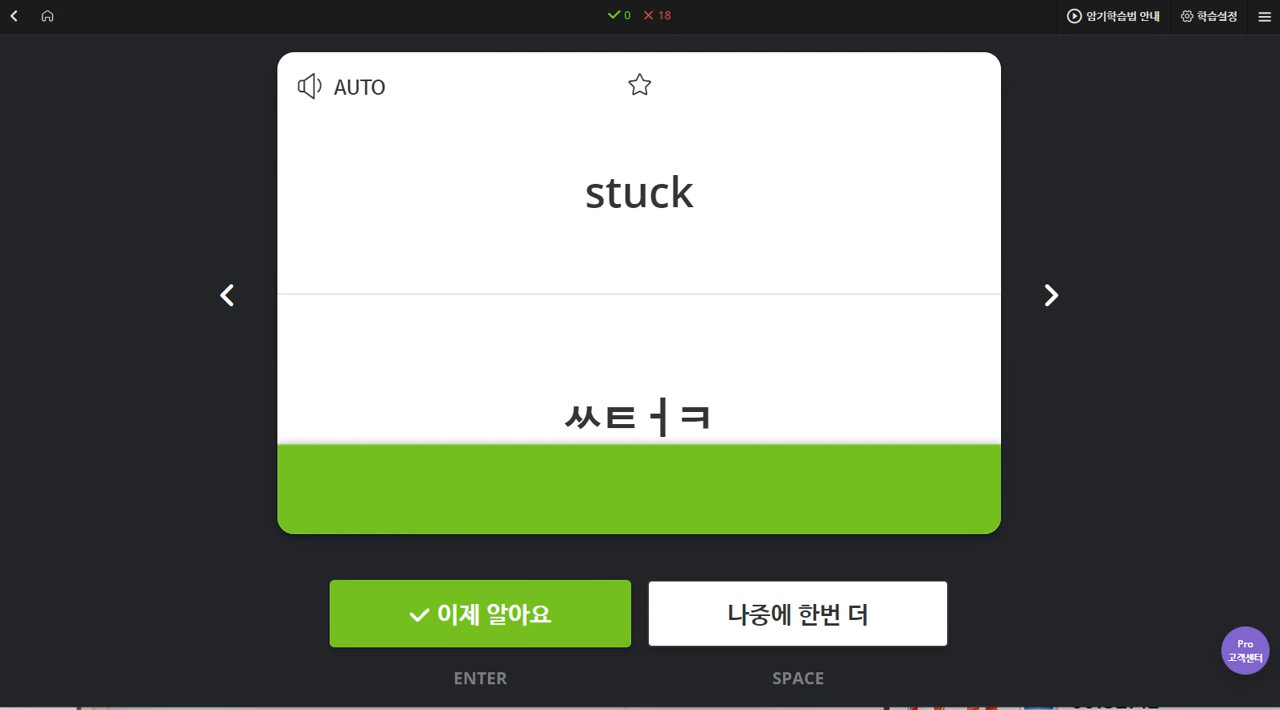 0 18 암기학습법 안내 학습설정
AUTO
stuck
ㅆㅌㅓㅋ
이제 알아요 나중에 한번 더
ENTER SPACE
Pro
고객센터